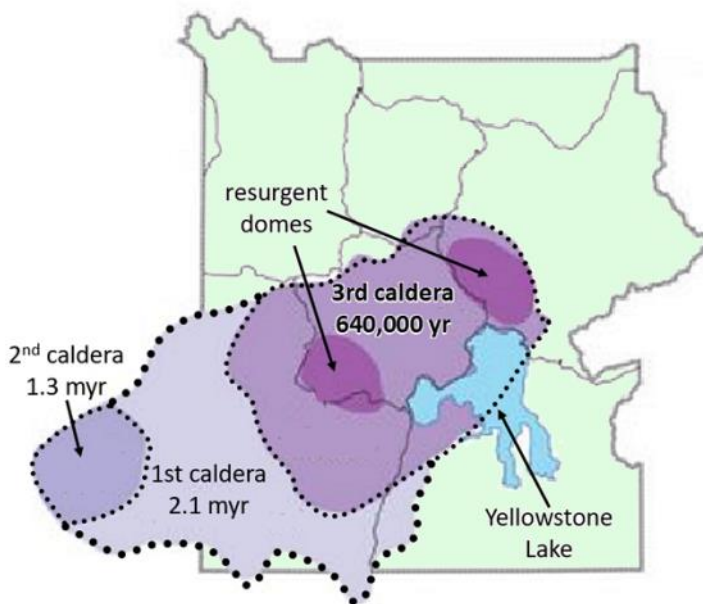 resurgent
domes
3rd caldera
640,000 yr
2nd caldera
1.3 myr
1st caldera
2.1 myr
Yellowstone
Lake